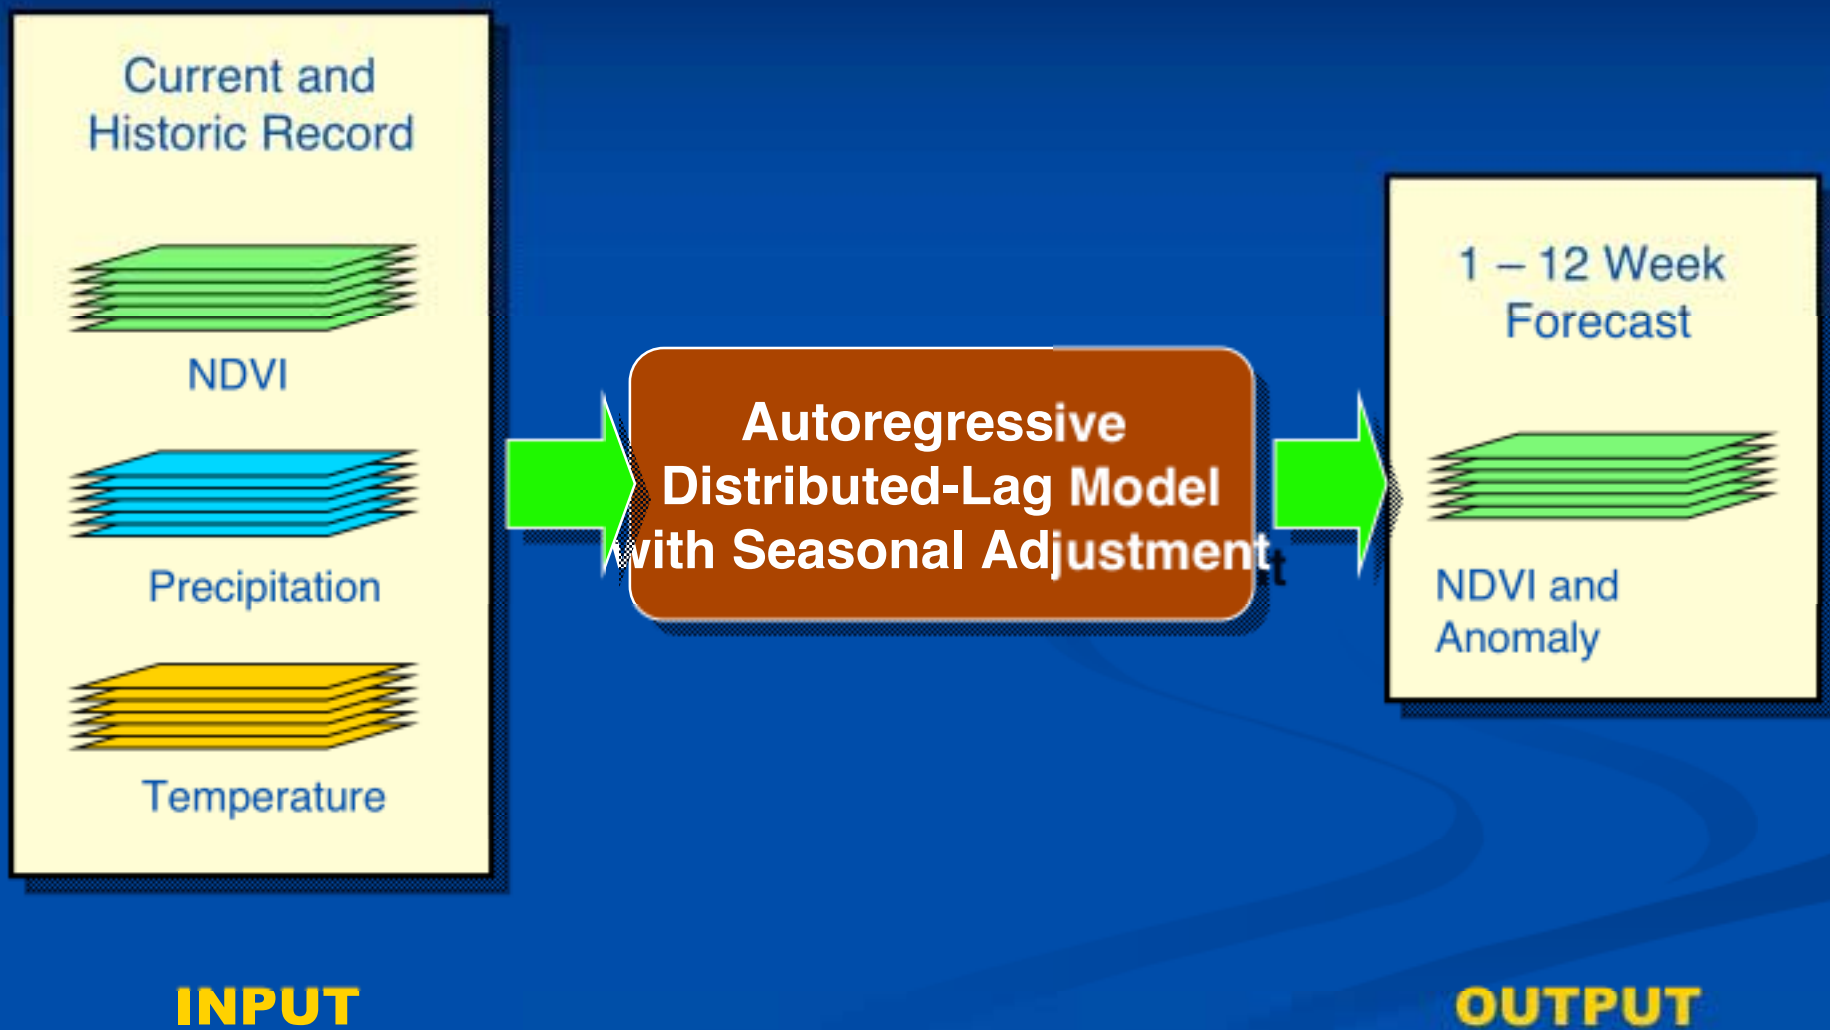 Current and
Historic Record
NDVI
Precipitation
Temperature
INPUT
Autoregressive
Distributed-Lag Model
with Seasonal Adjustment
1 – 12 Week
Forecast
NDVI and
Anomaly
OUTPUT